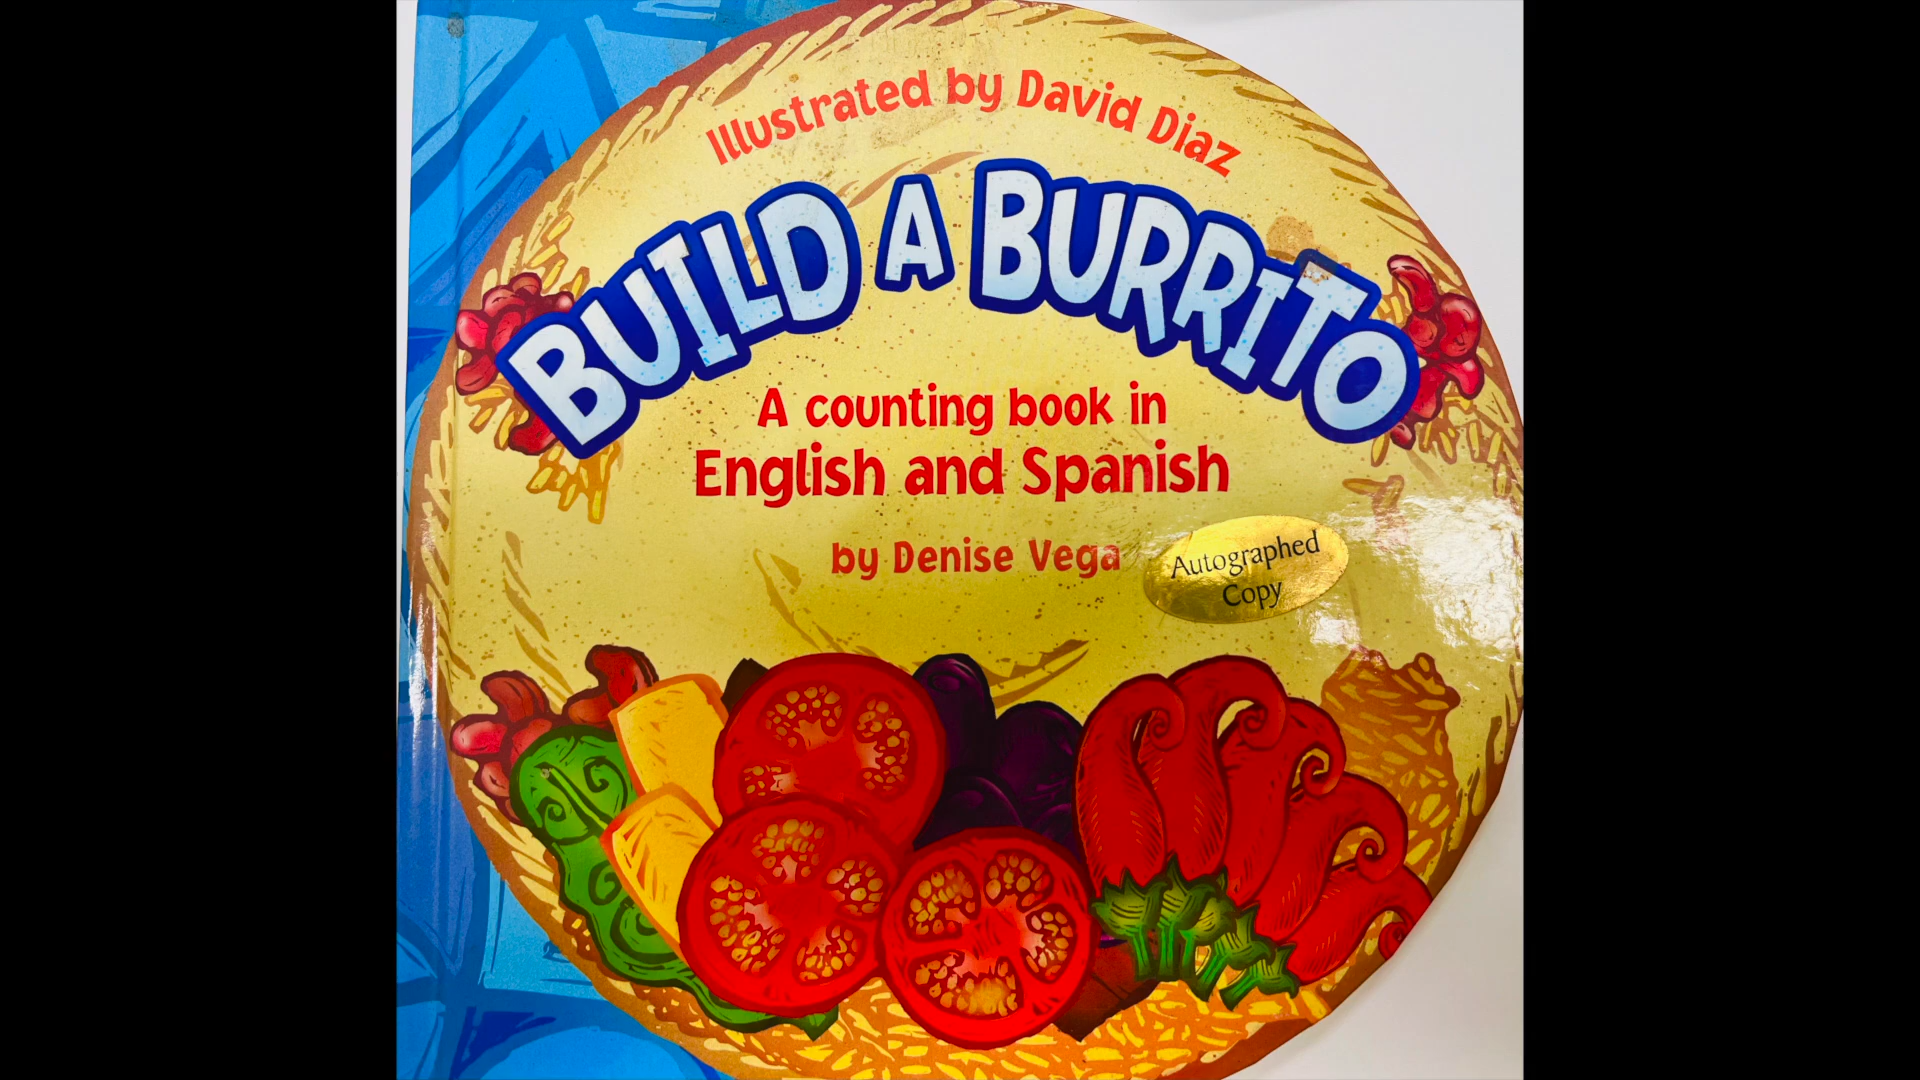 Illustrated by David Diaz
BUILD A BURRITO
A counting book in
English and Spanish
by Denise Vega
Autographed
Copy